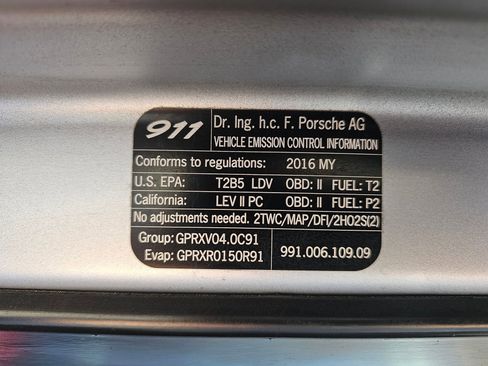 911 Dr. Ing. h.c. F. Porsche AG
VEHICLE EMISSION CONTROL INFORMATION
Conforms to regulations: 2016 MY
U.S. EPA: T2B5 LDV OBD: II FUEL: T2
California: LEV II PC OBD: II FUEL: P2
No adjustments needed. 2TWC/MAP/DFI/2HO2S(2)
Group: GPRXV04.0C91
Evap: GPRXR0150R91 991.006.109.09